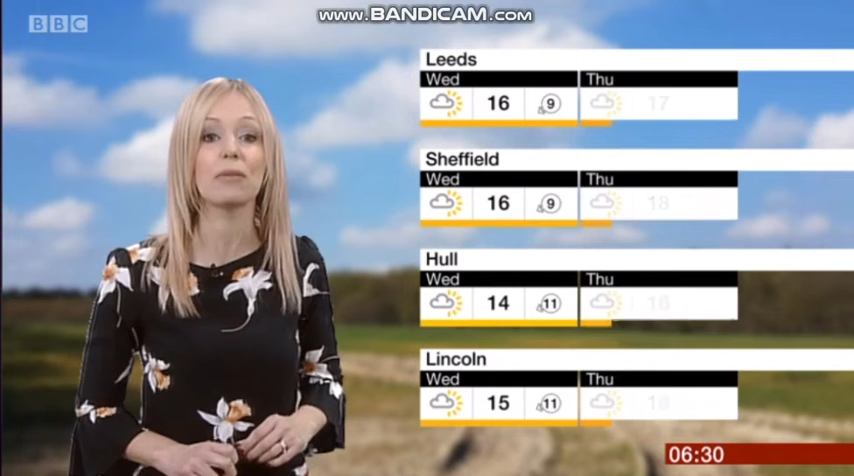 BBC
www.BANDICAM.com
Leeds
Wed Thu
16 9 17
Sheffield
Wed Thu
16 9 18
Hull
Wed Thu
14 11 16
Lincoln
Wed Thu
15 11 18
06:30